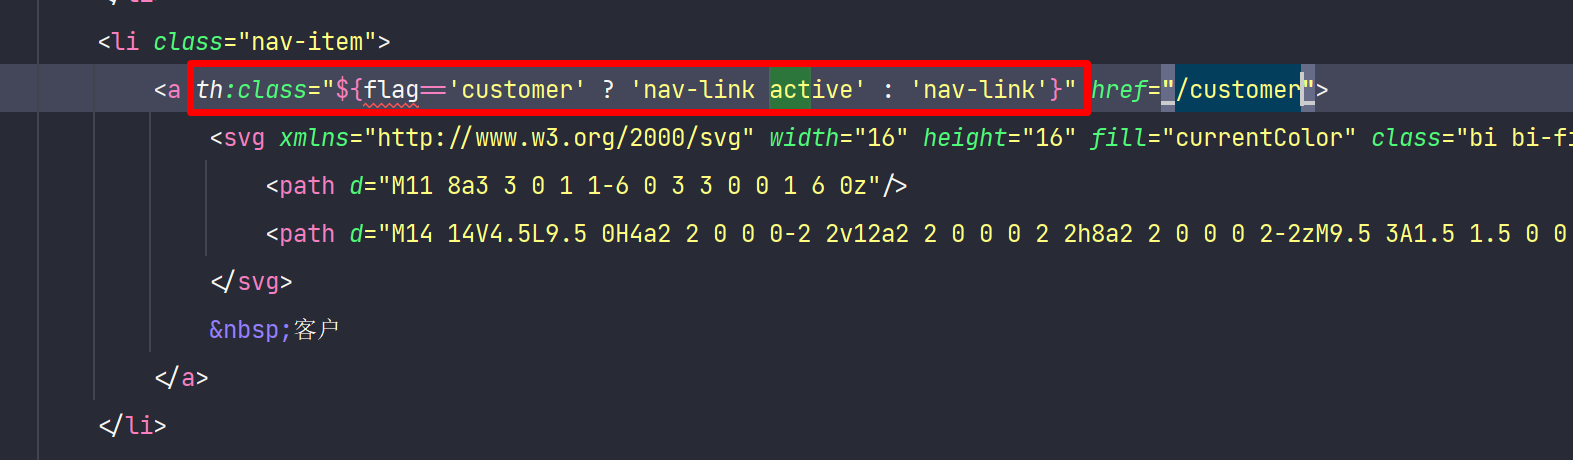 <li class="nav-item">
<a th:class="${flag=='customer' ? 'nav-link active' : 'nav-link'}" href="/customer">
<svg xmlns="http://www.w3.org/2000/svg" width="16" height="16" fill="currentColor" class="bi bi-fi
<path d="M11 8a3 3 0 1 1-6 0 3 3 0 0 1 6 0z"/>
<path d="M14 14V4.5L9.5 0H4a2 2 0 0 0-2 2v12a2 2 0 0 0 2 2h8a2 2 0 0 0 2-2zM9.5 3A1.5 1.5 0 0
</svg>
&nbsp;客户
</a>
</li>